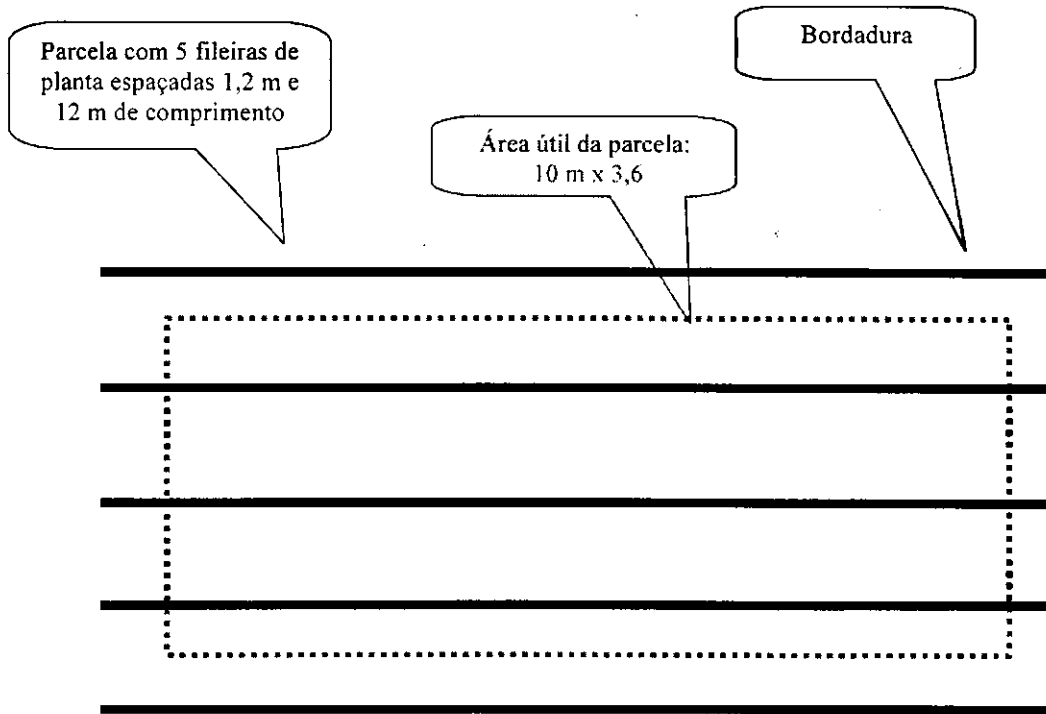 Parcela com 5 fileiras de
planta espaçadas 1,2 m e
12 m de comprimento
Bordadura
Área útil da parcela:
10 m x 3,6